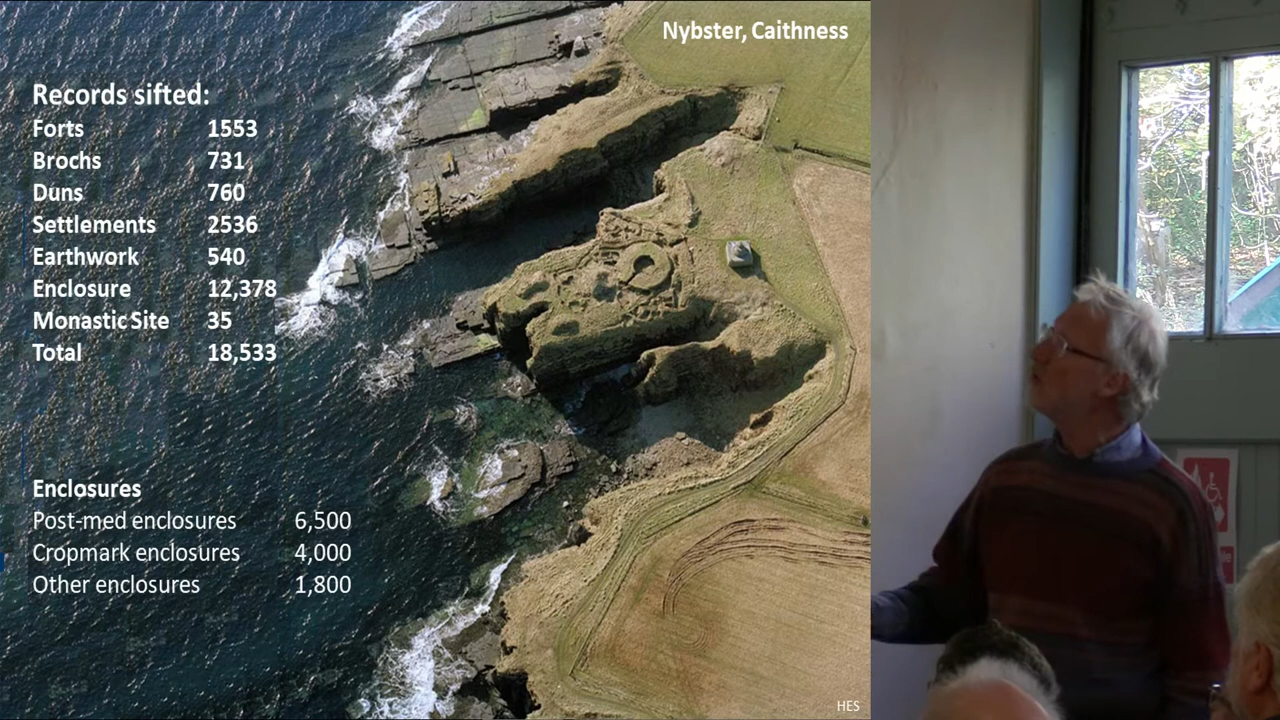 Nybster, Caithness
Records sifted:
Forts 1553
Brochs 731
Duns 760
Settlements 2536
Earthwork 540
Enclosure 12,378
Monastic Site 35
Total 18,533
Enclosures
Post-med enclosures 6,500
Cropmark enclosures 4,000
Other enclosures 1,800
HES